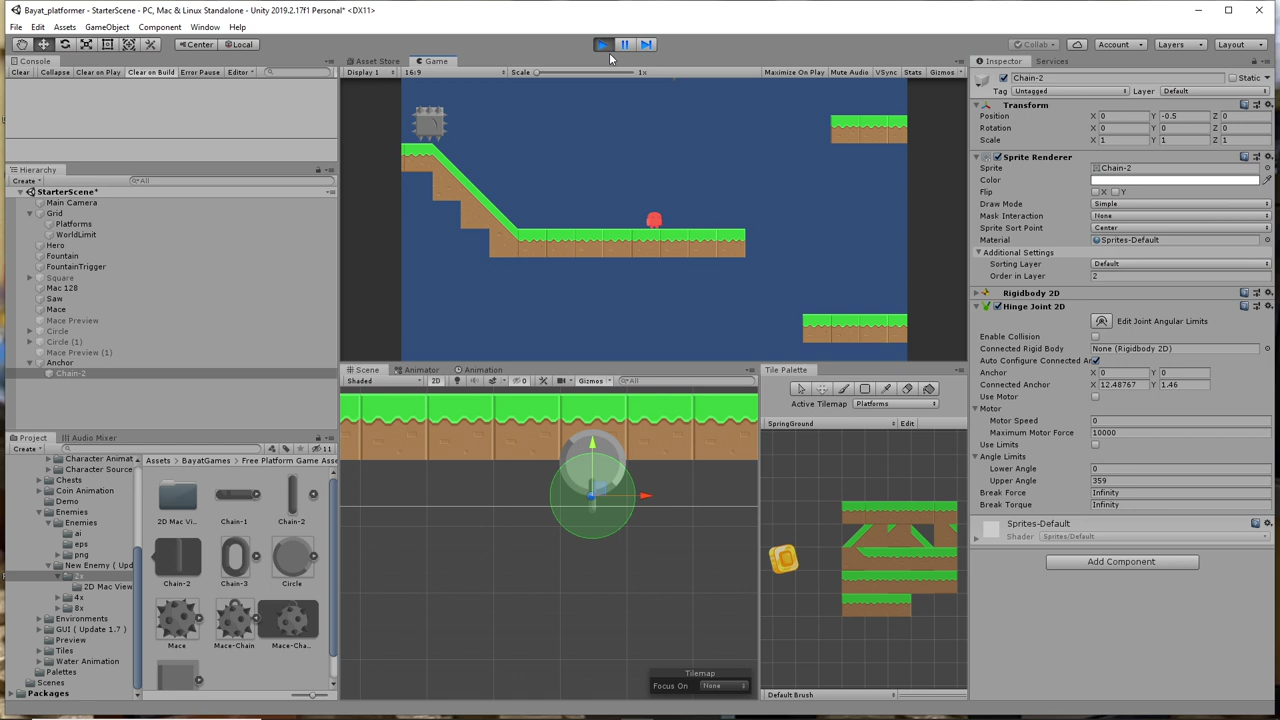 Bayat_platformer - StarterScene - PC, Mac & Linux Standalone - Unity 2019.2.17f1 Personal* <DX11>
File Edit Assets GameObject Component Window Help
Center Local
Collab Account Layers Layout
Console
Clear Collapse Clear on Play Clear on Build Error Pause Editor
Hierarchy
Create All
StarterScene*
Main Camera
Grid
Platforms
WorldLimit
Hero
Fountain
FountainTrigger
Square
Mac 128
Saw
Mace
Mace Preview
Circle
Circle (1)
Mace Preview (1)
Anchor
Chain-2
Asset Store Game
Display 1 16:9 Scale 1x Maximize On Play Mute Audio VSync Stats Gizmos
Scene Animator Animation
Shaded 2D 0 Gizmos All
Tilemap
Focus On None
Tile Palette
Active Tilemap Platforms
SpringGround Edit
Default Brush
Project Audio Mixer
Create 11
Character Animat
Character Source
Chests
Coin Animation
Demo
Enemies
Enemies
ai
eps
png
New Enemy ( Upd
2x
2D Mac View
4x
8x
Environments
GUI ( Update 1.7 )
Preview
Tiles
Water Animation
Palettes
Scenes
Packages
Assets BayatGames Free Platform Game Asse
2D Mac Vi... Chain-1 Chain-2
Chain-2 Chain-3 Circle
Mace Mace-Chain Mace-Cha...
Inspector Services
Chain-2 Static
Tag Untagged Layer Default
Transform
Position X 0 Y -0.5 Z 0
Rotation X 0 Y 0 Z 0
Scale X 1 Y 1 Z 1
Sprite Renderer
Sprite Chain-2
Color
Flip X Y
Draw Mode Simple
Mask Interaction None
Sprite Sort Point Center
Material Sprites-Default
Additional Settings
Sorting Layer Default
Order in Layer 2
Rigidbody 2D
Hinge Joint 2D
Edit Joint Angular Limits
Enable Collision
Connected Rigid Body None (Rigidbody 2D)
Auto Configure Connected An
Anchor X 0 Y 0
Connected Anchor X 12.48767 Y 1.46
Use Motor
Motor
Motor Speed 0
Maximum Motor Force 10000
Use Limits
Angle Limits
Lower Angle 0
Upper Angle 359
Break Force Infinity
Break Torque Infinity
Sprites-Default
Shader Sprites/Default
Add Component